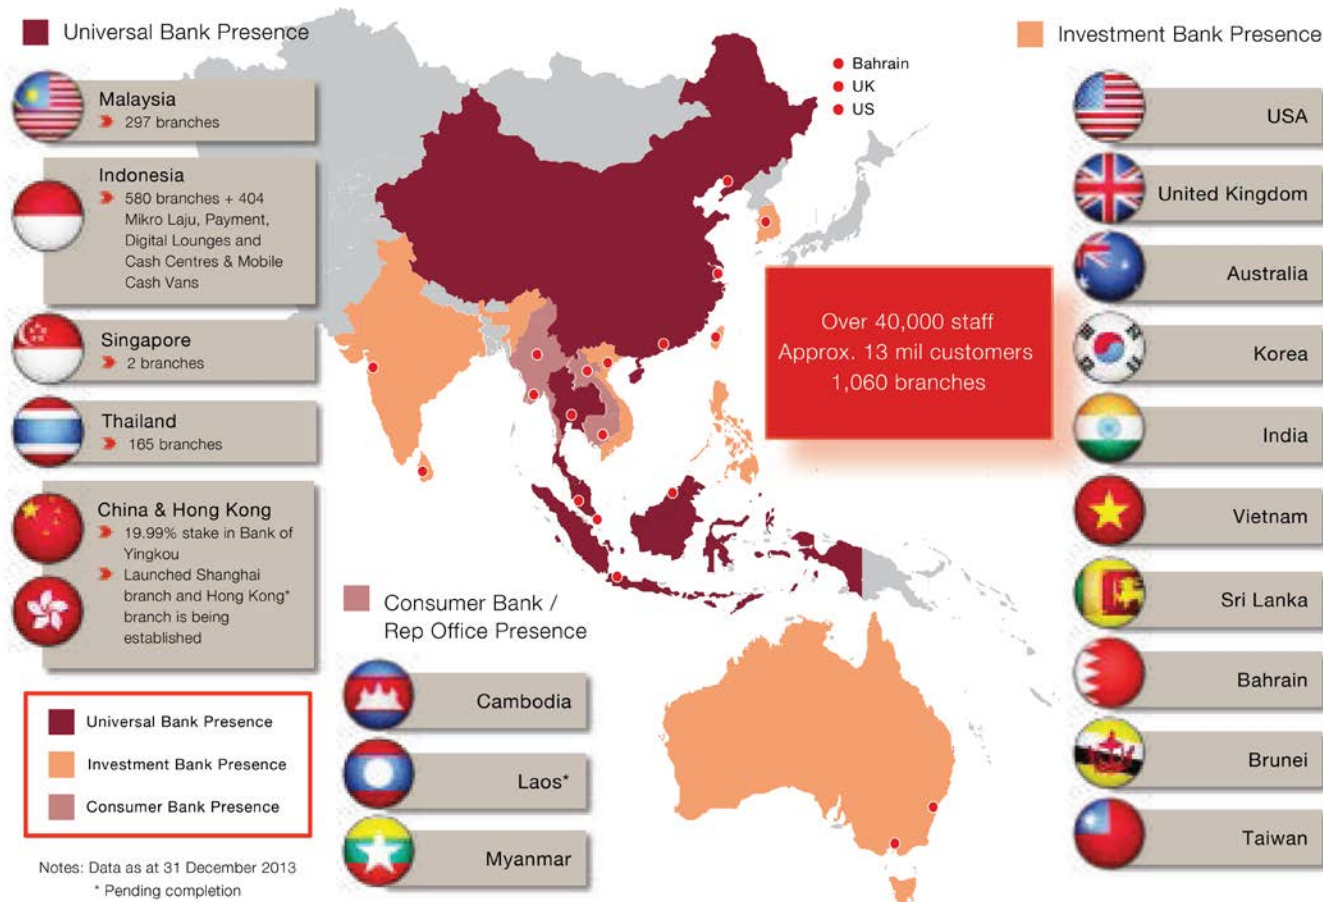 Universal Bank Presence
Malaysia
297 branches
Indonesia
580 branches + 404
Mikro Laju, Payment,
Digital Lounges and
Cash Centres & Mobile
Cash Vans
Singapore
2 branches
Thailand
165 branches
China & Hong Kong
19.99% stake in Bank of
Yingkou
Launched Shanghai
branch and Hong Kong*
branch is being
established
Universal Bank Presence
Investment Bank Presence
Consumer Bank Presence
Notes: Data as at 31 December 2013
* Pending completion
Bahrain
UK
US
Over 40,000 staff
Approx. 13 mil customers
1,060 branches
Consumer Bank /
Rep Office Presence
Cambodia
Laos*
Myanmar
Investment Bank Presence
USA
United Kingdom
Australia
Korea
India
Vietnam
Sri Lanka
Bahrain
Brunei
Taiwan